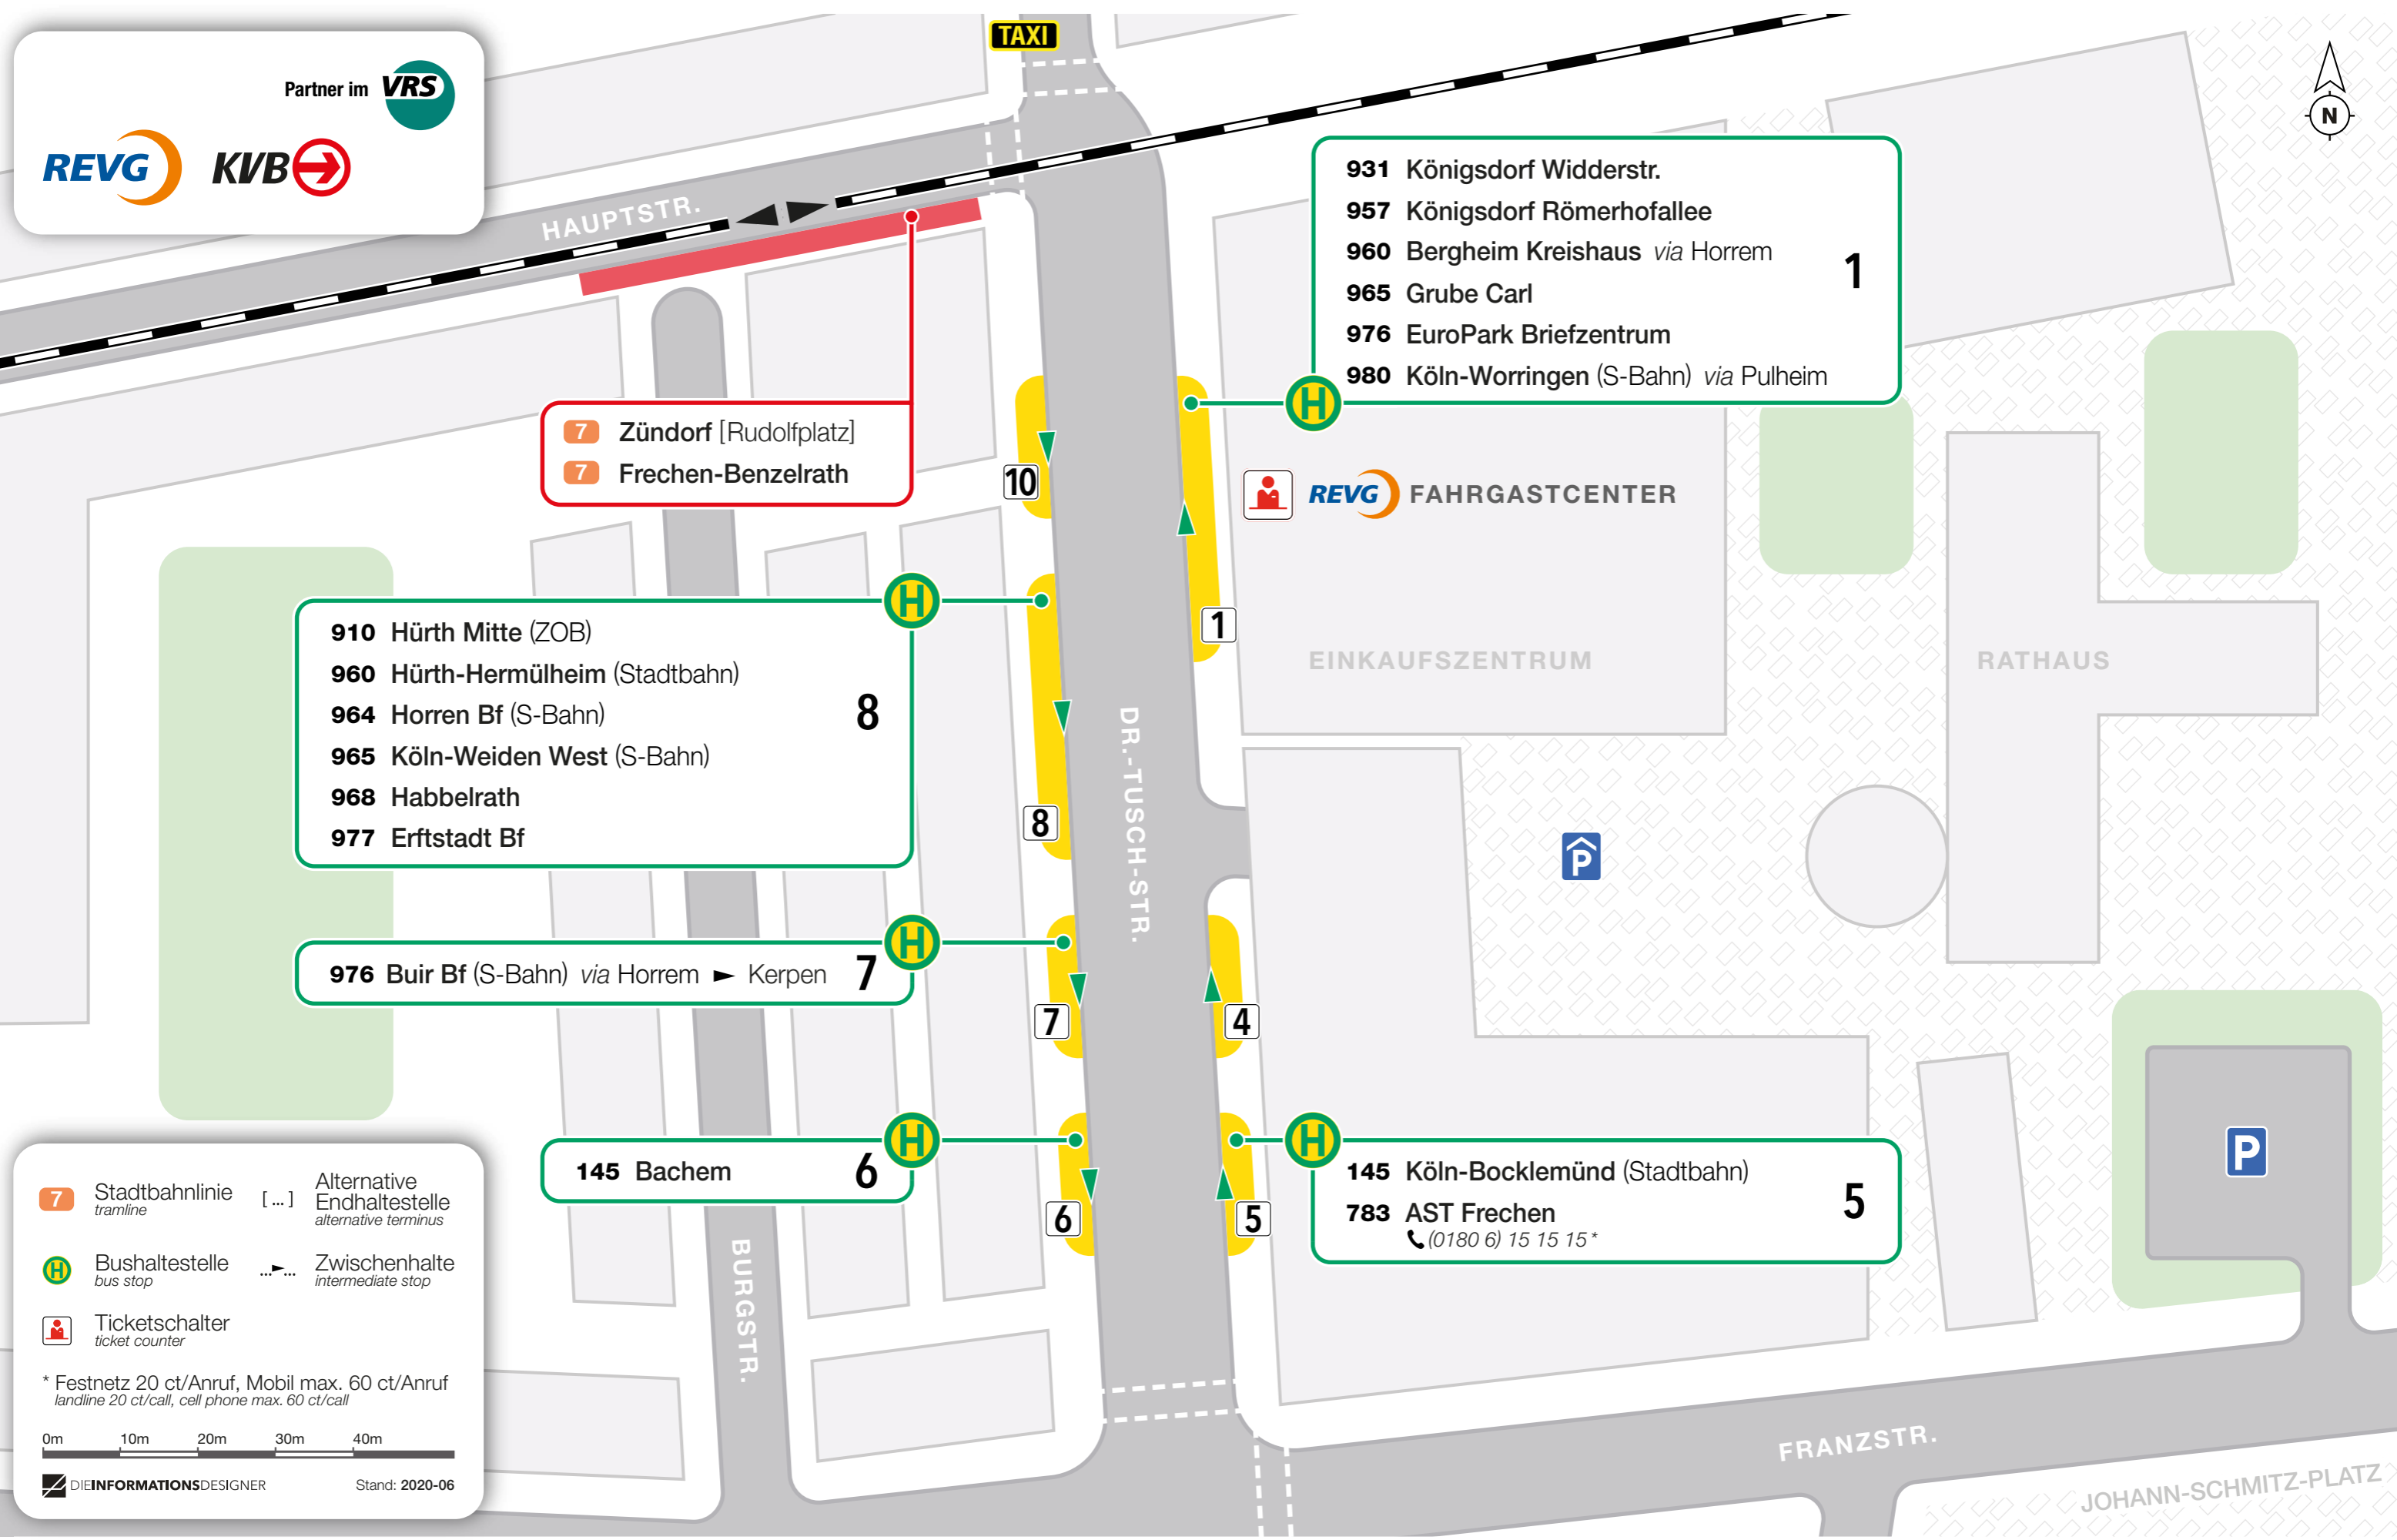 TAXI
Partner im VRS
REVG KVB
N
HAUPTSTR.
931 Königsdorf Widderstr.
957 Königsdorf Römerhofallee
960 Bergheim Kreishaus via Horrem
965 Grube Carl
976 EuroPark Briefzentrum
980 Köln-Worringen (S-Bahn) via Pulheim
1
H
7 Zündorf [Rudolfplatz]
7 Frechen-Benzelrath
10
REVG FAHRGASTCENTER
H
910 Hürth Mitte (ZOB)
960 Hürth-Hermülheim (Stadtbahn)
964 Horren Bf (S-Bahn)
965 Köln-Weiden West (S-Bahn)
968 Habbelrath
977 Erftstadt Bf
8
1
EINKAUFSZENTRUM
RATHAUS
DR.-TUSCH-STR.
8
P
H
976 Buir Bf (S-Bahn) via Horrem ► Kerpen 7
7
4
H
145 Bachem 6
6
H
145 Köln-Bocklemünd (Stadtbahn)
783 AST Frechen
(0180 6) 15 15 15*
5
5
P
BURGSTR.
FRANZSTR.
JOHANN-SCHMITZ-PLATZ
7 Stadtbahnlinie
tramline
[...] Alternative
Endhaltestelle
alternative terminus
H Bushaltestelle
bus stop
...►... Zwischenhalte
intermediate stop
Ticketschalter
ticket counter
* Festnetz 20 ct/Anruf, Mobil max. 60 ct/Anruf
landline 20 ct/call, cell phone max. 60 ct/call
0m 10m 20m 30m 40m
DIEINFORMATIONSDESIGNER
Stand: 2020-06